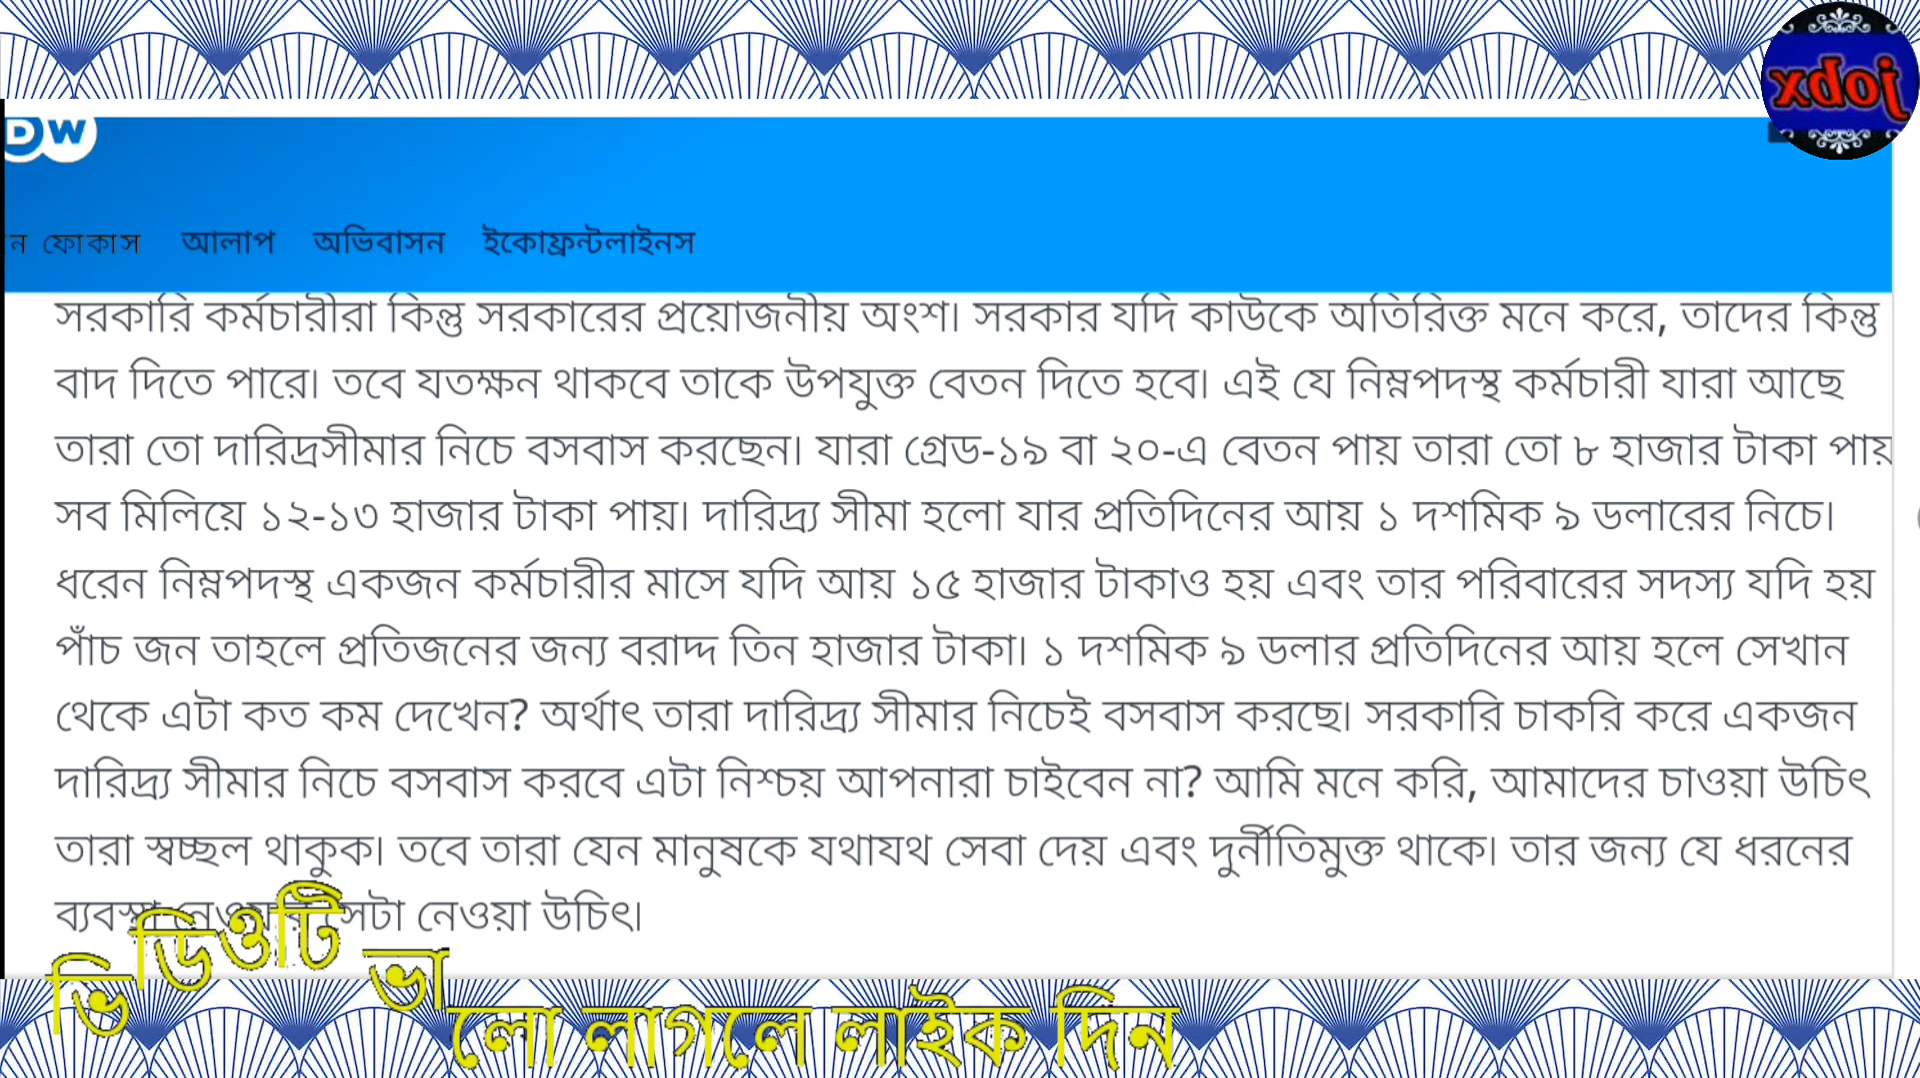 xdoj
DW
ন ফোকাস আলাপ অভিবাসন ইকোফ্রন্টলাইনস
সরকারি কর্মচারীরা কিন্তু সরকারের প্রয়োজনীয় অংশ। সরকার যদি কাউকে অতিরিক্ত মনে করে, তাদের কিন্তু
বাদ দিতে পারে। তবে যতক্ষন থাকবে তাকে উপযুক্ত বেতন দিতে হবে। এই যে নিম্নপদস্থ কর্মচারী যারা আছে
তারা তো দারিদ্রসীমার নিচে বসবাস করছেন। যারা গ্রেড-১৯ বা ২০-এ বেতন পায় তারা তো ৮ হাজার টাকা পায়
সব মিলিয়ে ১২-১৩ হাজার টাকা পায়। দারিদ্র্য সীমা হলো যার প্রতিদিনের আয় ১ দশমিক ৯ ডলারের নিচে।
ধরেন নিম্নপদস্থ একজন কর্মচারীর মাসে যদি আয় ১৫ হাজার টাকাও হয় এবং তার পরিবারের সদস্য যদি হয়
পাঁচ জন তাহলে প্রতিজনের জন্য বরাদ্দ তিন হাজার টাকা। ১ দশমিক ৯ ডলার প্রতিদিনের আয় হলে সেখান
থেকে এটা কত কম দেখেন? অর্থাৎ তারা দারিদ্র্য সীমার নিচেই বসবাস করছে। সরকারি চাকরি করে একজন
দারিদ্র্য সীমার নিচে বসবাস করবে এটা নিশ্চয় আপনারা চাইবেন না? আমি মনে করি, আমাদের চাওয়া উচিৎ
তারা স্বচ্ছল থাকুক। তবে তারা যেন মানুষকে যথাযথ সেবা দেয় এবং দুর্নীতিমুক্ত থাকে। তার জন্য যে ধরনের
ব্যবস্থা নেওয়ার সেটা নেওয়া উচিৎ।
ভিডিওটি ভালো লাগলে লাইক দিন